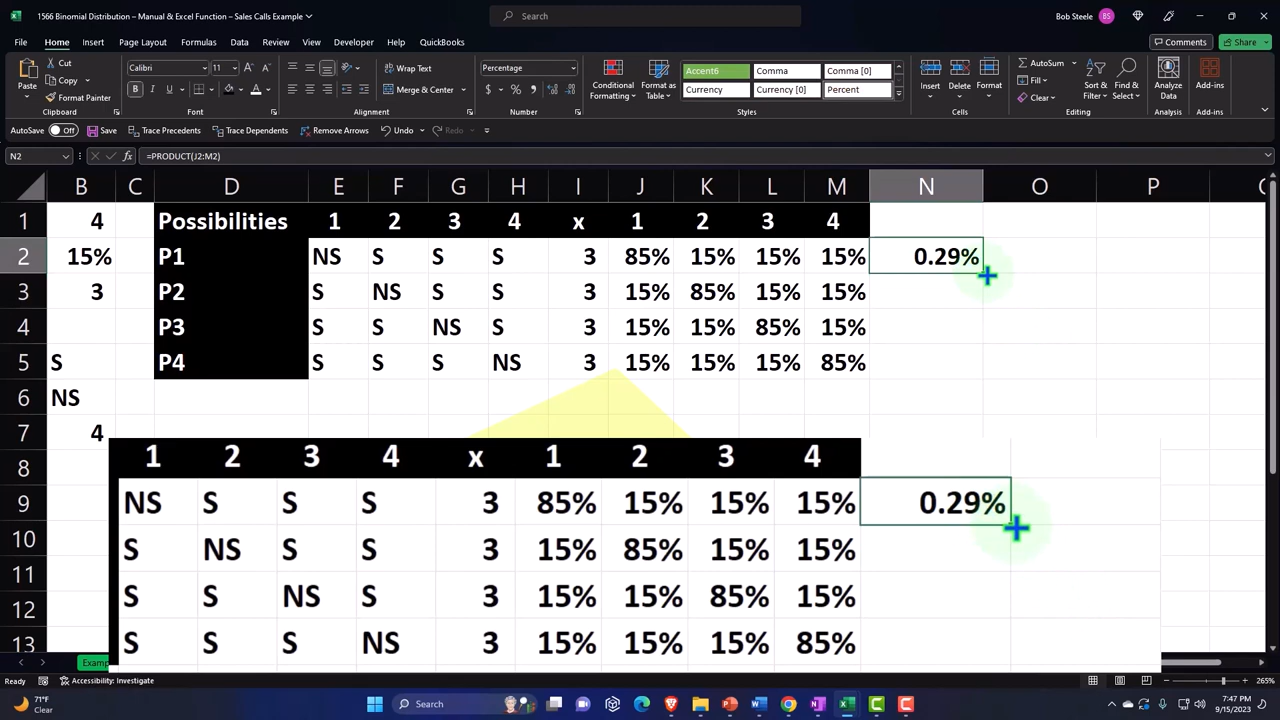 1566 Binomial Distribution – Manual & Excel Function – Sales Calls Example
Search
Bob Steele BS
File Home Insert Page Layout Formulas Data Review View Developer Help QuickBooks
Comments Share
Paste Cut Copy Format Painter
Clipboard
Calibri 11
Font
Wrap Text
Merge & Center
Alignment
Percentage
Number
Conditional Formatting
Format as Table
Accent6 Comma Comma [0]
Currency Currency [0] Percent
Styles
Insert Delete Format
Cells
AutoSum Fill Clear
Sort & Filter
Find & Select
Editing
Analyze Data
Analysis
Add-ins
Add-ins
AutoSave Off Save Trace Precedents Trace Dependents Remove Arrows Undo Redo
N2 fx =PRODUCT(J2:M2)
B C D E F G H I J K L M N O P
1 4 Possibilities 1 2 3 4 x 1 2 3 4
2 15% P1 NS S S S 3 85% 15% 15% 15% 0.29%
3 3 P2 S NS S S 3 15% 85% 15% 15%
4 P3 S S NS S 3 15% 15% 85% 15%
5 S P4 S S S NS 3 15% 15% 15% 85%
6 NS
7 4
8 1 2 3 4 x 1 2 3 4
9 NS S S S 3 85% 15% 15% 15% 0.29%
10 S NS S S 3 15% 85% 15% 15%
11
12 S S NS S 3 15% 15% 85% 15%
13 S S S NS 3 15% 15% 15% 85%
Examp
Ready Accessibility: Investigate 265%
71°F
Clear
Search
7:47 PM
9/15/2023